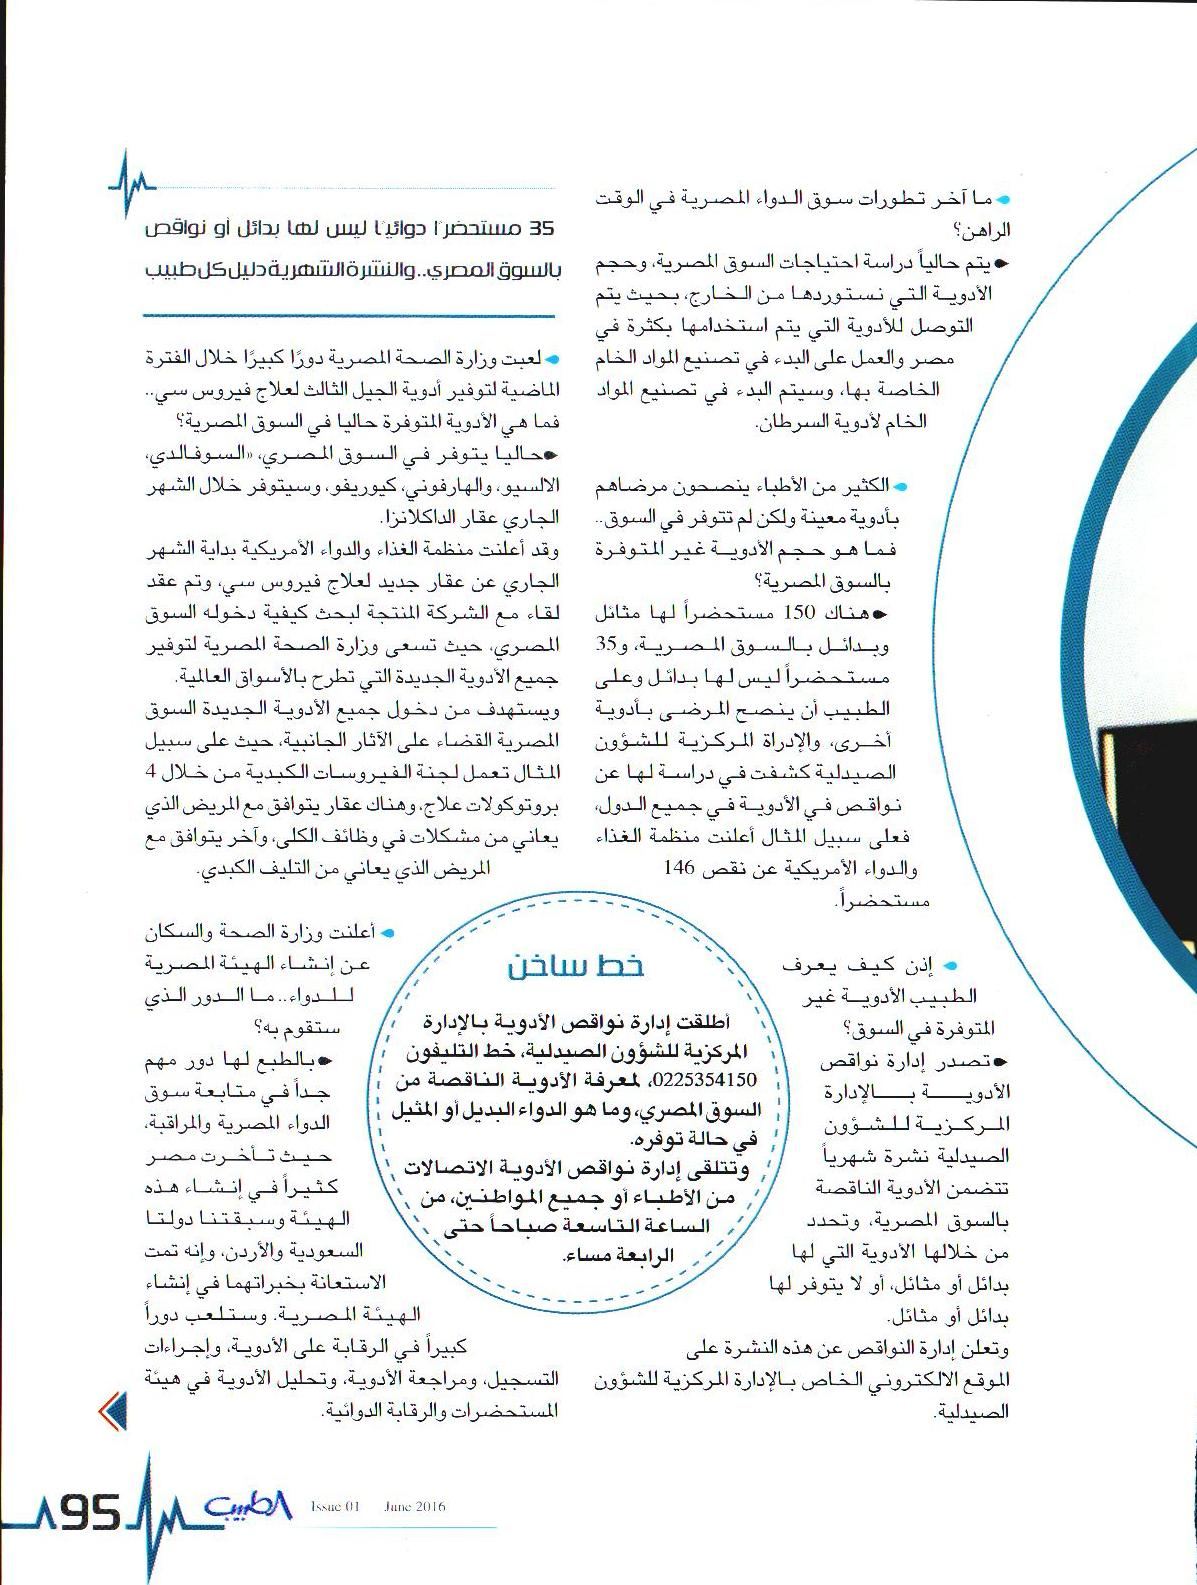 ما آخر تطورات سوق الدواء المصرية في الوقت
الراهن؟
يتم حالياً دراسة احتياجات السوق المصرية، وحجم
الأدوية التي نستوردها من الخارج، بحيث يتم
التوصل للأدوية التي يتم استخدامها بكثرة في
مصر والعمل على البدء في تصنيع المواد الخام
الخاصة بها، وسيتم البدء في تصنيع المواد
الخام لأدوية السرطان.
الكثير من الأطباء ينصحون مرضاهم
بأدوية معينة ولكن لم تتوفر في السوق..
فما هو حجم الأدوية غير المتوفرة
بالسوق المصرية؟
هناك 150 مستحضراً لها مثائل
وبدائل بالسوق المصرية، و35
مستحضراً ليس لها بدائل وعلى
الطبيب أن ينصح المرضى بأدوية
أخرى، والإدراة المركزية للشؤون
الصيدلية كشفت في دراسة لها عن
نواقص في الأدوية في جميع الدول،
فعلى سبيل المثال أعلنت منظمة الغذاء
والدواء الأمريكية عن نقص 146
مستحضراً.
إذن كيف يعرف
الطبيب الأدوية غير
المتوفرة في السوق؟
تصدر إدارة نواقص
الأدوية بالإدارة
المركزية للشؤون
الصيدلية نشرة شهرياً
تتضمن الأدوية الناقصة
بالسوق المصرية، وتحدد
من خلالها الأدوية التي لها
بدائل أو مثائل، أو لا يتوفر لها
بدائل أو مثائل.
وتعلن إدارة النواقص عن هذه النشرة على
الموقع الالكتروني الخاص بالإدارة المركزية للشؤون
الصيدلية.
35 مستحضرًا دوائيًا ليس لها بدائل أو نواقص
بالسوق المصري.. والنشرة الشهرية دليل كل طبيب
لعبت وزارة الصحة المصرية دورًا كبيرًا خلال الفترة
الماضية لتوفير أدوية الجيل الثالث لعلاج فيروس سي..
فما هي الأدوية المتوفرة حاليا في السوق المصرية؟
حاليا يتوفر في السوق المصري، «السوفالدي،
الالسيو، والهارفوني، كيوريفو، وسيتوفر خلال الشهر
الجاري عقار الداكلانزا.
وقد أعلنت منظمة الغذاء والدواء الأمريكية بداية الشهر
الجاري عن عقار جديد لعلاج فيروس سي، وتم عقد
لقاء مع الشركة المنتجة لبحث كيفية دخوله السوق
المصري، حيث تسعى وزارة الصحة المصرية لتوفير
جميع الأدوية الجديدة التي تطرح بالأسواق العالمية.
ويستهدف من دخول جميع الأدوية الجديدة السوق
المصرية القضاء على الأثار الجانبية، حيث على سبيل
المثال تعمل لجنة الفيروسات الكبدية من خلال 4
بروتوكولات علاج، وهناك عقار يتوافق مع المريض الذي
يعاني من مشكلات في وظائف الكلى، وآخر يتوافق مع
المريض الذي يعاني من التليف الكبدي.
أعلنت وزارة الصحة والسكان
عن إنشاء الهيئة المصرية
للدواء.. ما الدور الذي
ستقوم به؟
بالطبع لها دور مهم
جداً في متابعة سوق
الدواء المصرية والمراقبة،
حيث تأخرت مصر
كثيراً في إنشاء هذه
الهيئة وسبقتنا دولتا
السعودية والأردن، وإنه تمت
الاستعانة بخبراتهما في إنشاء
الهيئة المصرية. وستلعب دوراً
كبيراً في الرقابة على الأدوية، وإجراءات
التسجيل، ومراجعة الأدوية، وتحليل الأدوية في هيئة
المستحضرات والرقابة الدوائية.
خط ساخن
أطلقت إدارة نواقص الأدوية بالإدارة
المركزية للشؤون الصيدلية، خط التليفون
0225354150، لمعرفة الأدوية الناقصة من
السوق المصري، وما هو الدواء البديل أو المثيل
في حالة توفره.
وتتلقى إدارة نواقص الأدوية الاتصالات
من الأطباء أو جميع المواطنين، من
الساعة التاسعة صباحاً حتى
الرابعة مساء.
95 الطبيب Issue 01 June 2016